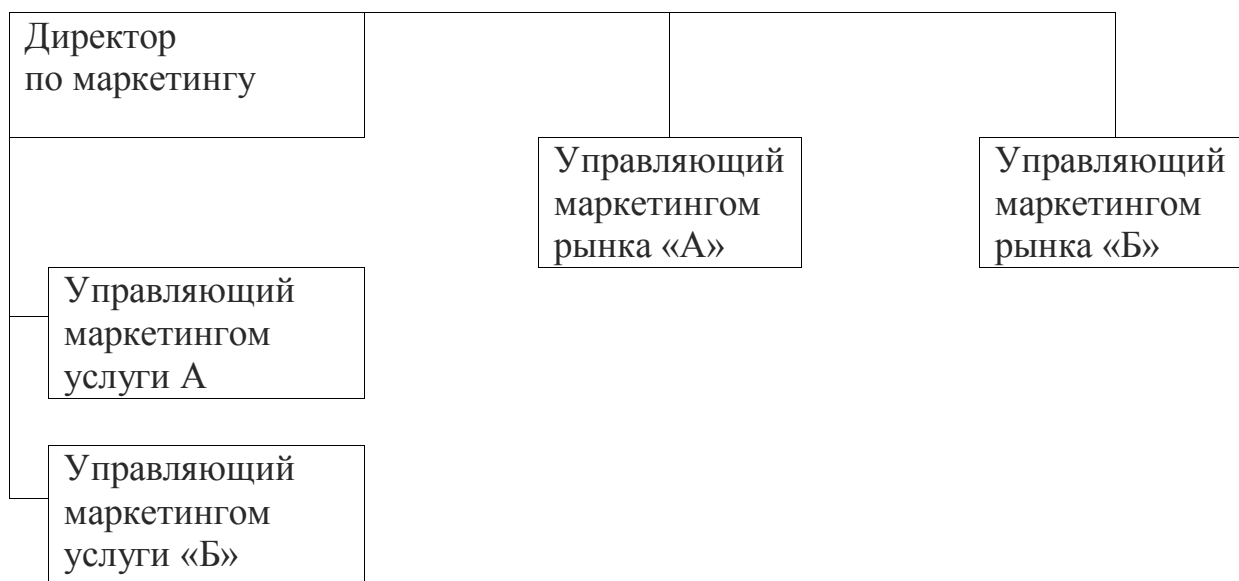 Директор
по маркетингу
Управляющий
маркетингом
рынка «А»
Управляющий
маркетингом
рынка «Б»
Управляющий
маркетингом
услуги А
Управляющий
маркетингом
услуги «Б»